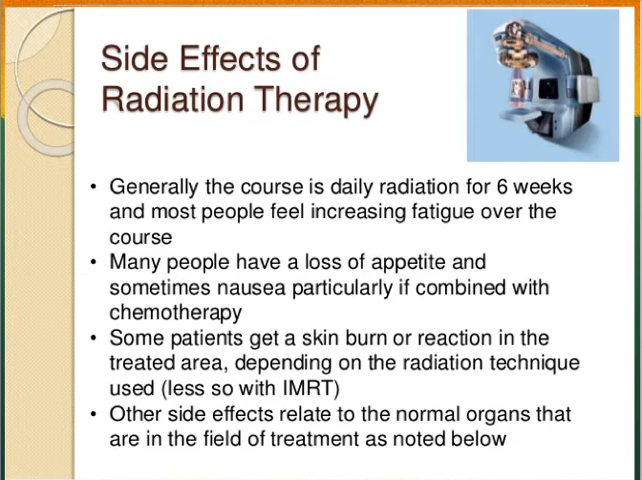 Side Effects of
Radiation Therapy
• Generally the course is daily radiation for 6 weeks
and most people feel increasing fatigue over the
course
• Many people have a loss of appetite and
sometimes nausea particularly if combined with
chemotherapy
• Some patients get a skin burn or reaction in the
treated area, depending on the radiation technique
used (less so with IMRT)
• Other side effects relate to the normal organs that
are in the field of treatment as noted below